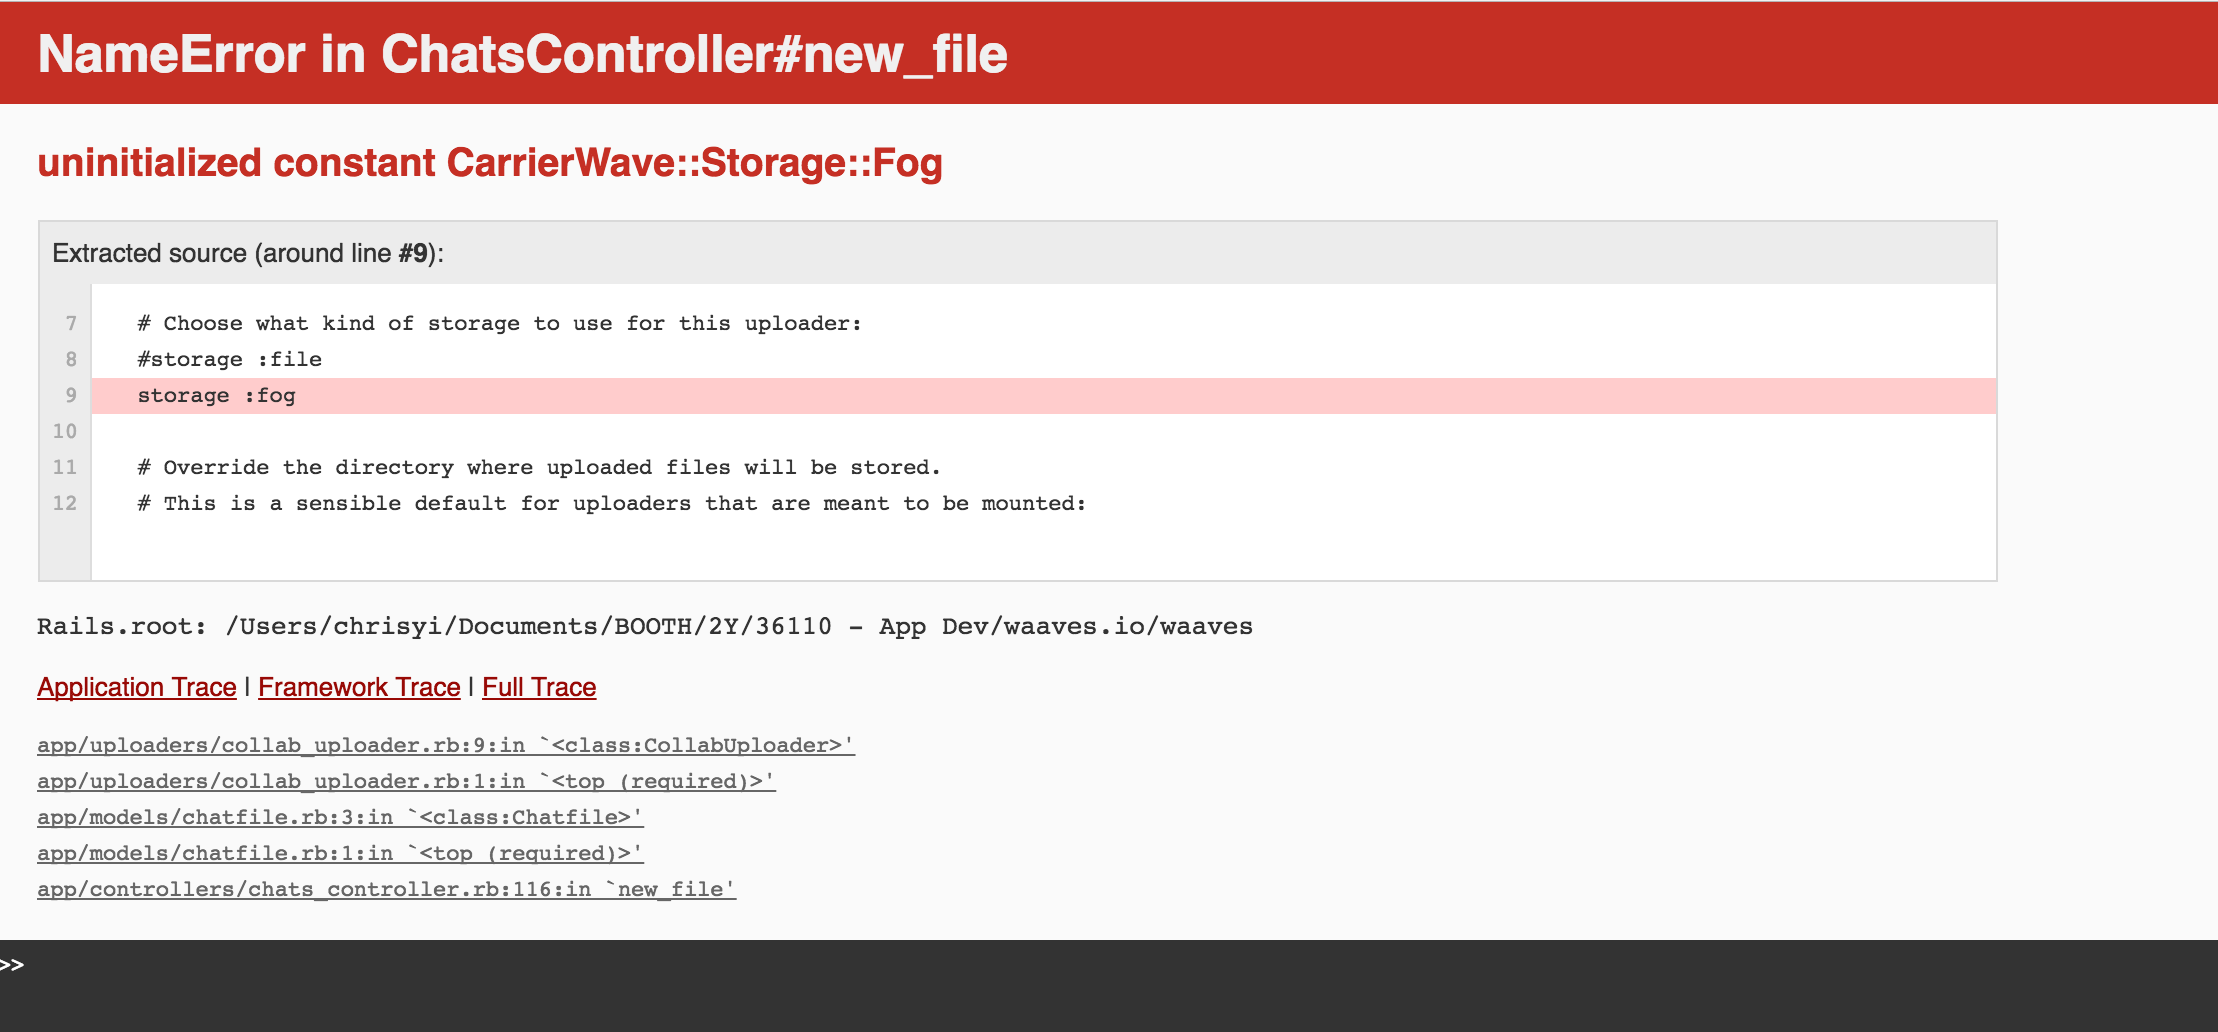 NameError in ChatsController#new_file
uninitialized constant CarrierWave::Storage::Fog
Extracted source (around line #9):
7 # Choose what kind of storage to use for this uploader:
8 #storage :file
9 storage :fog
10
11 # Override the directory where uploaded files will be stored.
12 # This is a sensible default for uploaders that are meant to be mounted:
Rails.root: /Users/chrisyi/Documents/BOOTH/2Y/36110 - App Dev/waaves.io/waaves
Application Trace | Framework Trace | Full Trace
app/uploaders/collab_uploader.rb:9:in `<class:CollabUploader>'
app/uploaders/collab_uploader.rb:1:in `<top (required)>'
app/models/chatfile.rb:3:in `<class:Chatfile>'
app/models/chatfile.rb:1:in `<top (required)>'
app/controllers/chats_controller.rb:116:in `new_file'
>>